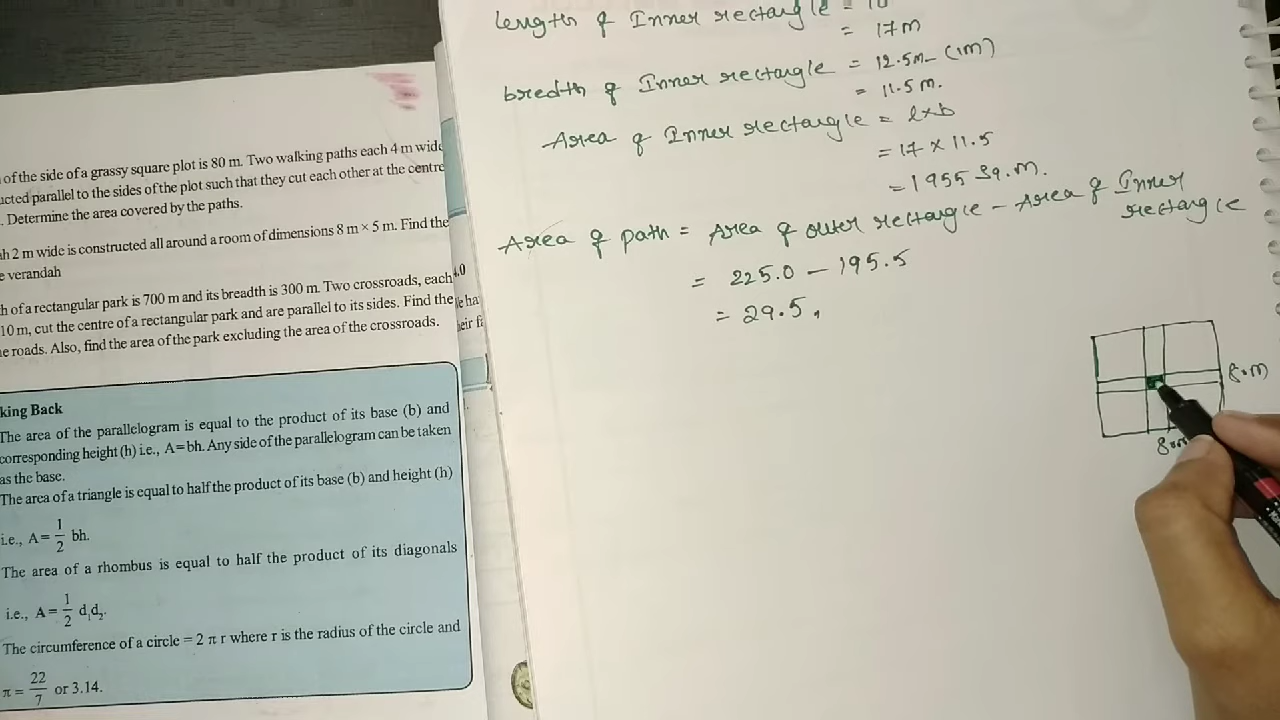 of the side of a grassy square plot is 80 m. Two walking paths each 4 m wide
ucted parallel to the sides of the plot such that they cut each other at the centre
. Determine the area covered by the paths.
ah 2 m wide is constructed all around a room of dimensions 8 m × 5 m. Find the
e verandah
h of a rectangular park is 700 m and its breadth is 300 m. Two crossroads, each
10 m, cut the centre of a rectangular park and are parallel to its sides. Find the
e roads. Also, find the area of the park excluding the area of the crossroads.
king Back
The area of the parallelogram is equal to the product of its base (b) and
corresponding height (h) i.e., A=bh. Any side of the parallelogram can be taken
as the base.
The area of a triangle is equal to half the product of its base (b) and height (h)
i.e., A= 1/2 bh.
The area of a rhombus is equal to half the product of its diagonals
i.e., A= 1/2 d₁d₂.
The circumference of a circle = 2 π r where r is the radius of the circle and
π = 22/7 or 3.14.
length of Inner rectangle =
= 17m
bredth of Inner rectangle = 12.5m - (1m)
= 11.5 m.
Area of Inner rectangle = l×b
= 17 × 11.5
= 1955 sq.m.
Area of path = Area of outer rectangle - Area of Inner rectangle
= 225.0 - 195.5
= 29.5,
80m
80m